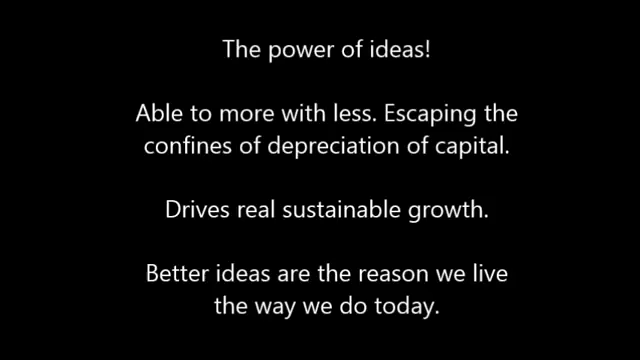 The power of ideas!
Able to more with less. Escaping the
confines of depreciation of capital.
Drives real sustainable growth.
Better ideas are the reason we live
the way we do today.